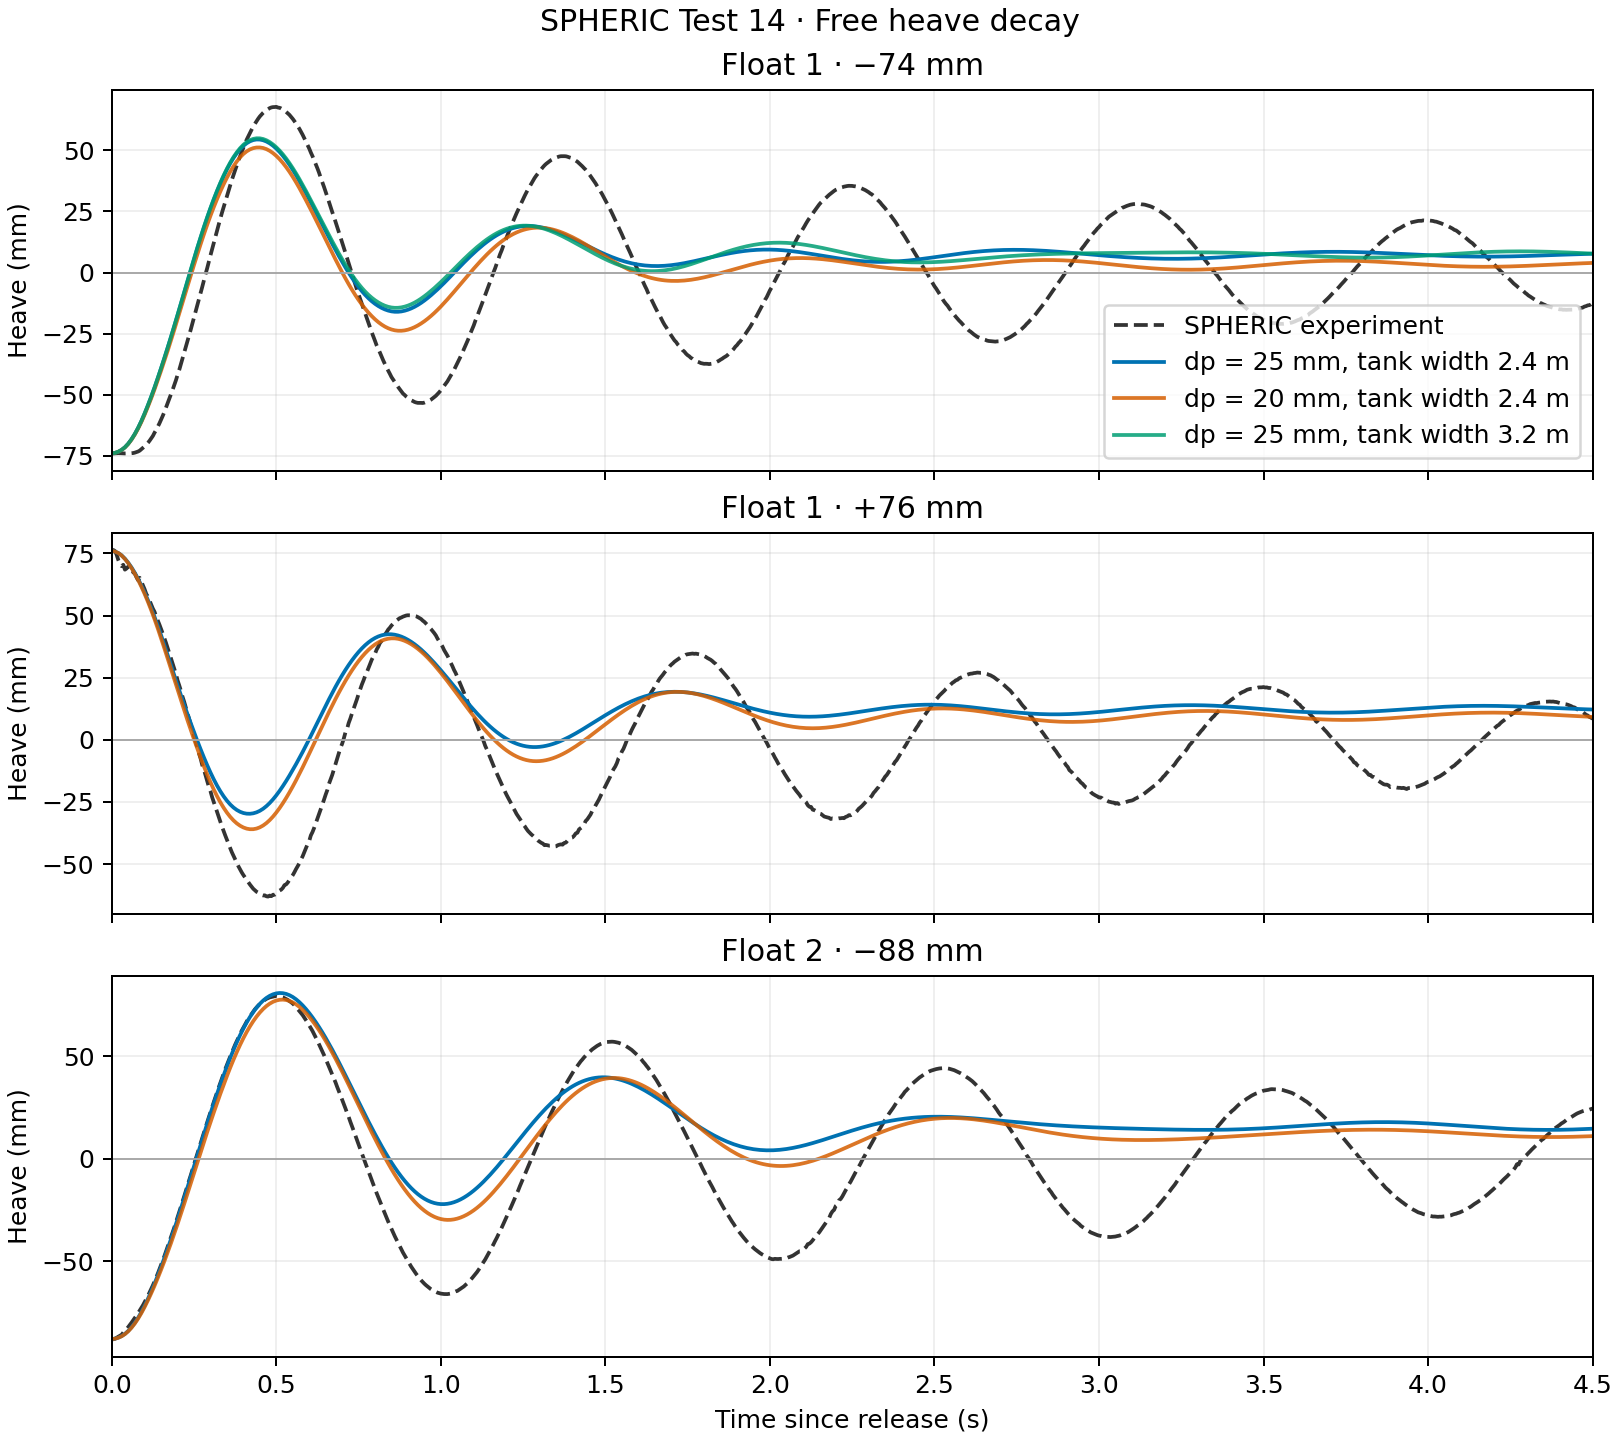 SPHERIC Test 14 · Free heave decay
Float 1 · −74 mm
Heave (mm)
50
25
0
−25
−50
−75
SPHERIC experiment
dp = 25 mm, tank width 2.4 m
dp = 20 mm, tank width 2.4 m
dp = 25 mm, tank width 3.2 m
Float 1 · +76 mm
Heave (mm)
75
50
25
0
−25
−50
Float 2 · −88 mm
Heave (mm)
50
0
−50
0.0 0.5 1.0 1.5 2.0 2.5 3.0 3.5 4.0 4.5
Time since release (s)